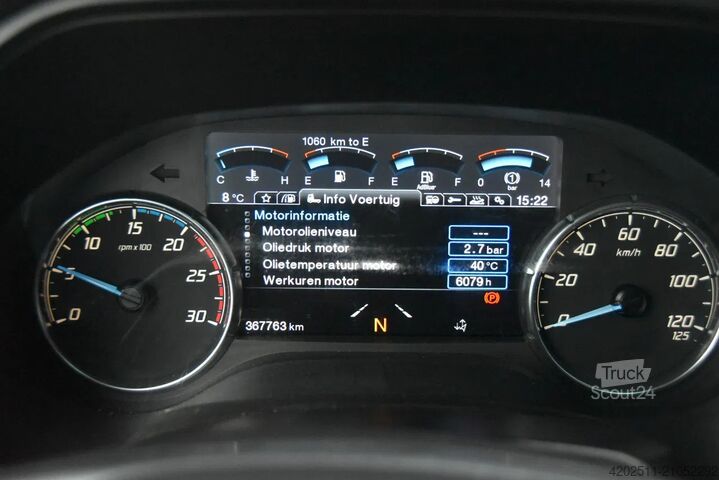 1060 km to E
C H E F E F 0 14
AdBlue
(1)
bar
8 °C Info Voertuig 15:22
Motorinformatie
Motorolieniveau ---
Oliedruk motor 2.7 bar
Olietemperatuur motor 40 °C
Werkuren motor 6079 h
(P)
367763 km N
0 5 10 15 20 25 30
rpm x 100
0 20 40 60 80 100 120 125
km/h
Truck
Scout24